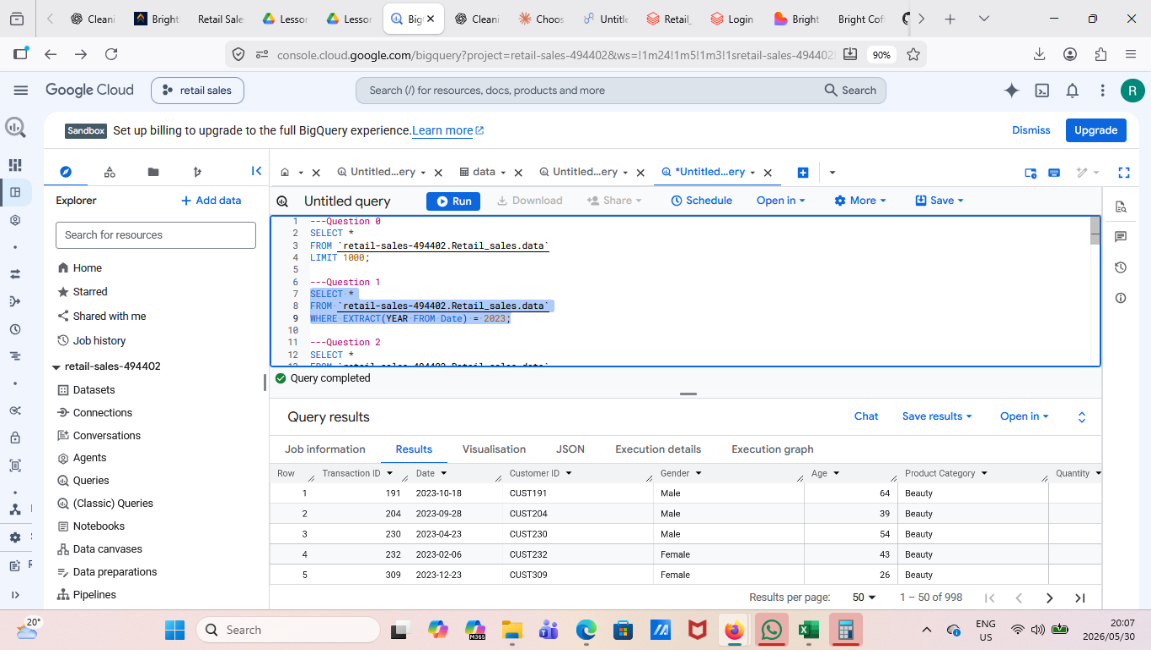 Cleani
Bright
Retail Sale
Lesson
Lesson
Big
Cleani
Choos
Untitle
Retail_
Login
Bright
Bright Cof
console.cloud.google.com/bigquery?project=retail-sales-494402&ws=!1m24!1m5!1m3!1sretail-sales-494402
90%
Google Cloud
retail sales
Search (/) for resources, docs, products and more
Search
R
Sandbox Set up billing to upgrade to the full BigQuery experience. Learn more
Dismiss
Upgrade
Untitled…ery
data
Untitled…ery
*Untitled…ery
Explorer
+ Add data
Untitled query
Run
Download
Share
Schedule
Open in
More
Save
Search for resources
Home
Starred
Shared with me
Job history
retail-sales-494402
Datasets
Connections
Conversations
Agents
Queries
(Classic) Queries
Notebooks
Data canvases
Data preparations
Pipelines
1 ---Question 0
2 SELECT *
3 FROM `retail-sales-494402.Retail_sales.data`
4 LIMIT 1000;
5
6 ---Question 1
7 SELECT *
8 FROM `retail-sales-494402.Retail_sales.data`
9 WHERE EXTRACT(YEAR FROM Date) = 2023;
10
11 ---Question 2
12 SELECT *
Query completed
Query results
Chat
Save results
Open in
Job information
Results
Visualisation
JSON
Execution details
Execution graph
Row Transaction ID Date Customer ID Gender Age Product Category Quantity
1 191 2023-10-18 CUST191 Male 64 Beauty
2 204 2023-09-28 CUST204 Male 39 Beauty
3 230 2023-04-23 CUST230 Male 54 Beauty
4 232 2023-02-06 CUST232 Female 43 Beauty
5 309 2023-12-23 CUST309 Female 26 Beauty
Results per page: 50 1 – 50 of 998
20°
Search
ENG
US
20:07
2026/05/30